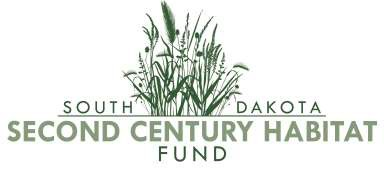 SOUTH DAKOTA
SECOND CENTURY HABITAT
FUND